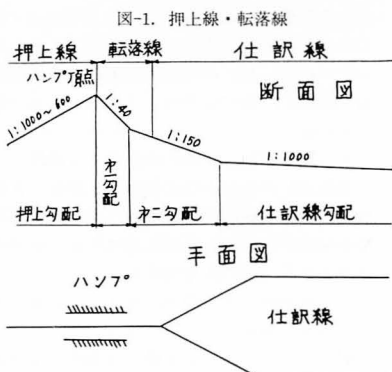 図-1. 押上線・転落線
押上線 転落線 仕訳線
ハンプ頂点
断面図
1:1000~600
1:40
1:150
1:1000
押上勾配 オ一勾配 オ二勾配 仕訳線勾配
平面図
ハンプ
仕訳線